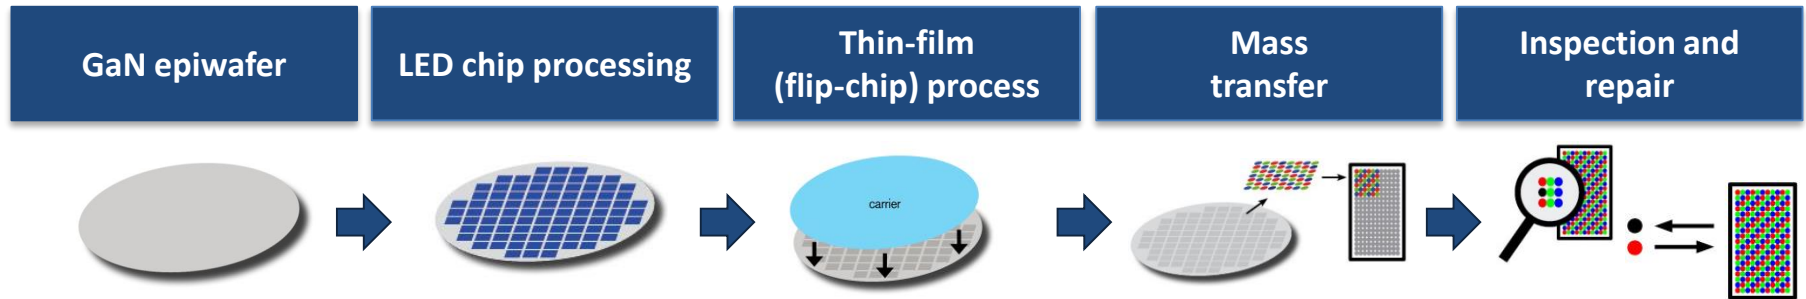 GaN epiwafer
LED chip processing
Thin-film
(flip-chip) process
Mass
transfer
Inspection and
repair
carrier